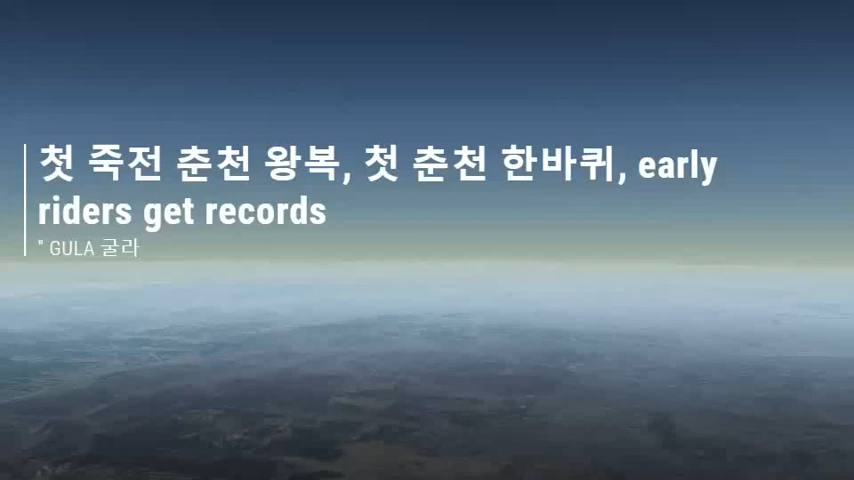 첫 죽전 춘천 왕복, 첫 춘천 한바퀴, early
riders get records
" GULA 굴라